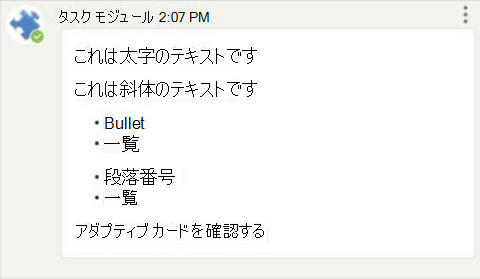 タスク モジュール 2:07 PM
これは太字のテキストです
これは斜体のテキストです
• Bullet
• 一覧
• 段落番号
• 一覧
アダプティブ カードを確認する